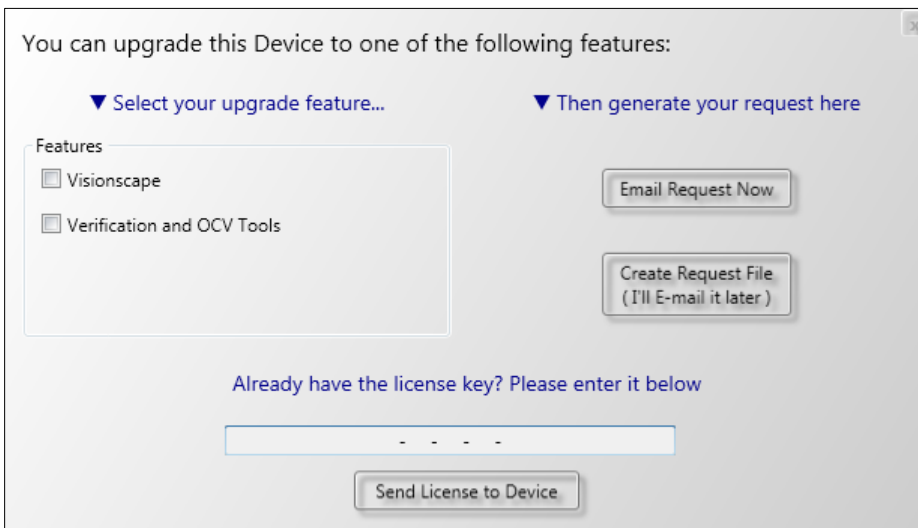 You can upgrade this Device to one of the following features:
▼ Select your upgrade feature...
▼ Then generate your request here
Features
Visionscape
Verification and OCV Tools
Email Request Now
Create Request File
( I'll E-mail it later )
Already have the license key? Please enter it below
- - - -
Send License to Device